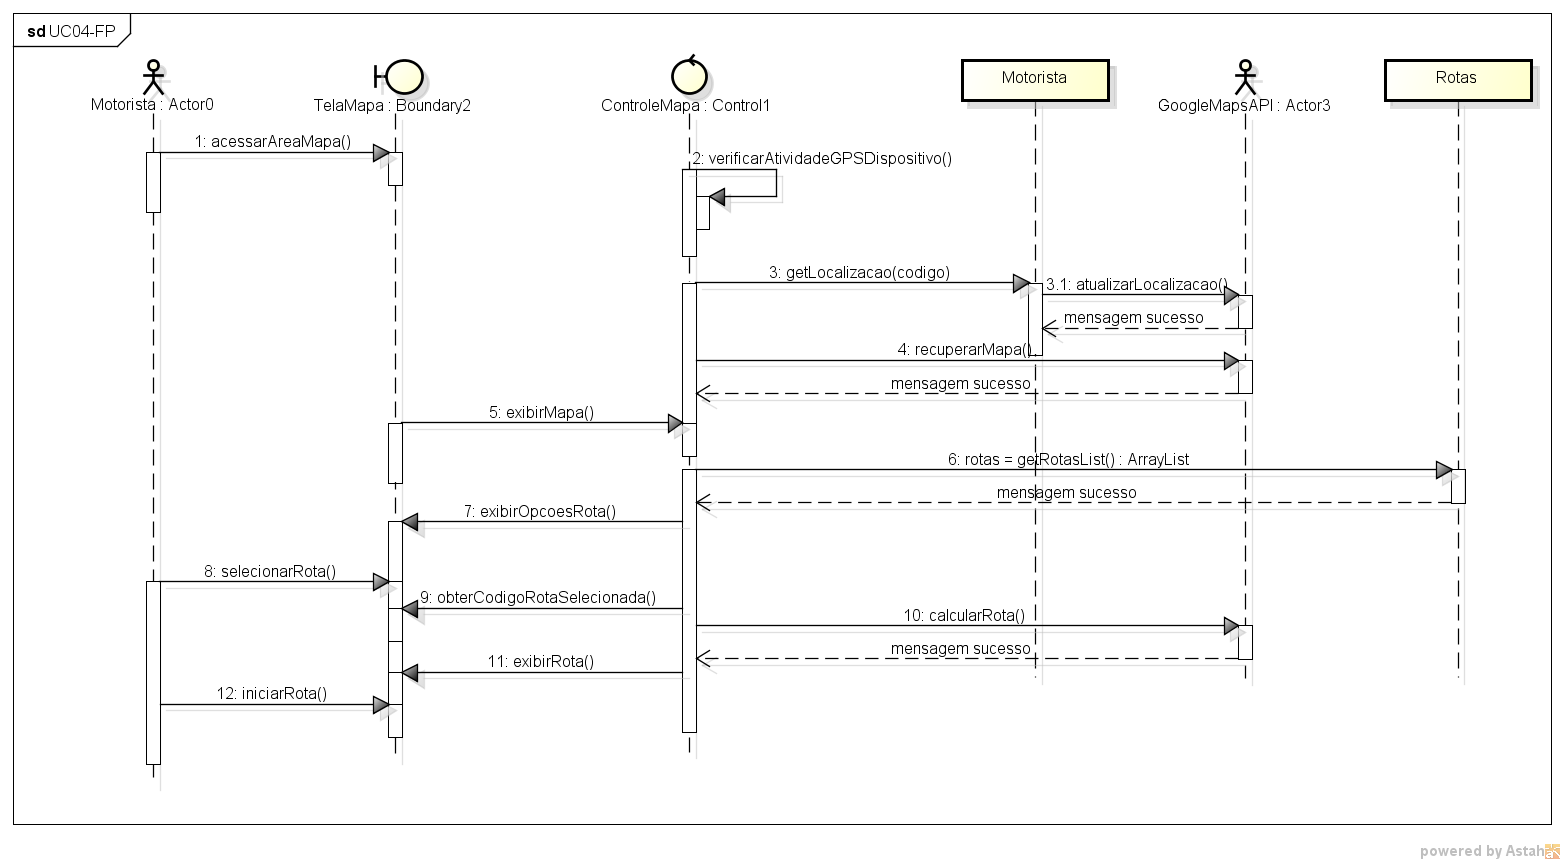 sd UC04-FP
Motorista : Actor0
TelaMapa : Boundary2
ControleMapa : Control1
Motorista
GoogleMapsAPI : Actor3
Rotas
1: acessarAreaMapa()
2: verificarAtividadeGPSDispositivo()
3: getLocalizacao(codigo)
3.1: atualizarLocalizacao()
mensagem sucesso
4: recuperarMapa()
mensagem sucesso
5: exibirMapa()
6: rotas = getRotasList() : ArrayList
mensagem sucesso
7: exibirOpcoesRota()
8: selecionarRota()
9: obterCodigoRotaSelecionada()
10: calcularRota()
mensagem sucesso
11: exibirRota()
12: iniciarRota()
powered by Astah